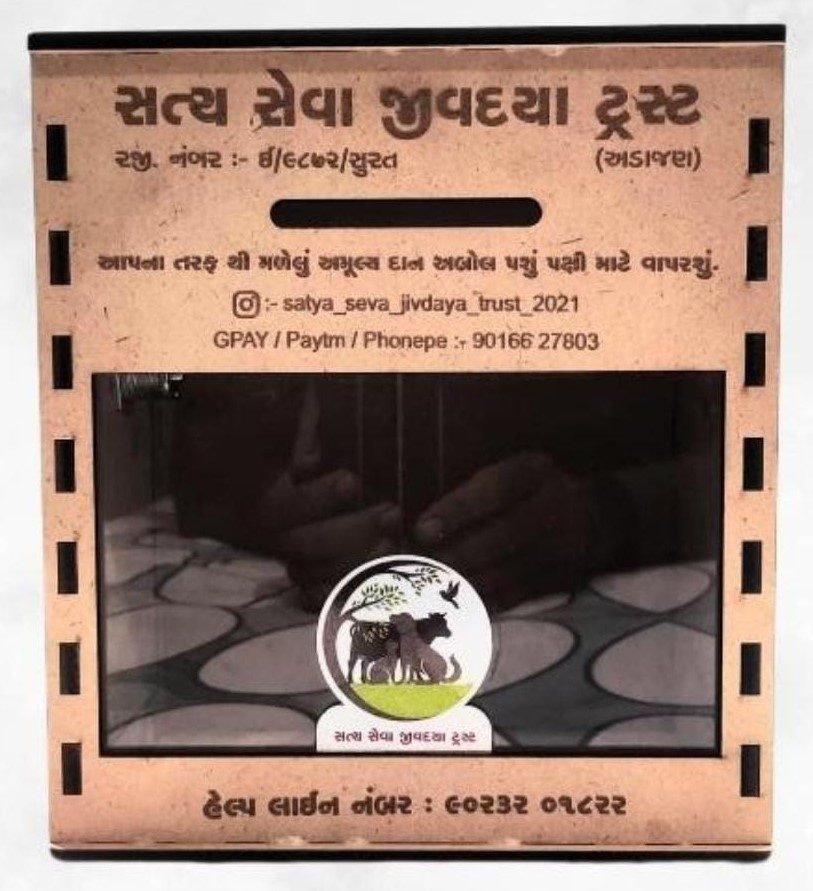 સત્ય સેવા જીવદયા ટ્રસ્ટ
રજી. નંબર :- ઈ/૯૮૭૨/સુરત (અડાજણ)
આપના તરફ થી મળેલું અમૂલ્ય દાન અબોલ પશું પક્ષી માટે વાપરશું.
:- satya_seva_jivdaya_trust_2021
GPAY / Paytm / Phonepe :- 90166 27803
સત્ય સેવા જીવદયા ટ્રસ્ટ
હેલ્પ લાઈન નંબર : ૯૦૨૩૨ ૦૧૮૨૨